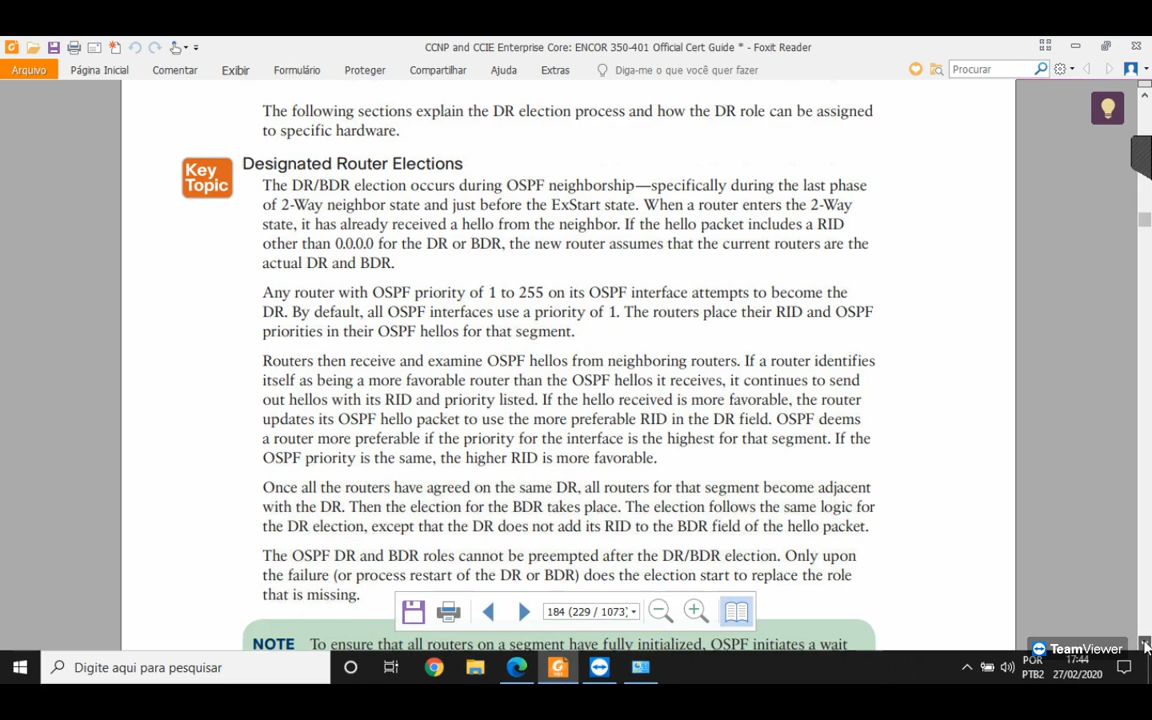 CCNP and CCIE Enterprise Core: ENCOR 350-401 Official Cert Guide * - Foxit Reader
Arquivo Página Inicial Comentar Exibir Formulário Proteger Compartilhar Ajuda Extras Diga-me o que você quer fazer Procurar
The following sections explain the DR election process and how the DR role can be assigned
to specific hardware.
Key
Topic
Designated Router Elections
The DR/BDR election occurs during OSPF neighborship—specifically during the last phase
of 2-Way neighbor state and just before the ExStart state. When a router enters the 2-Way
state, it has already received a hello from the neighbor. If the hello packet includes a RID
other than 0.0.0.0 for the DR or BDR, the new router assumes that the current routers are the
actual DR and BDR.
Any router with OSPF priority of 1 to 255 on its OSPF interface attempts to become the
DR. By default, all OSPF interfaces use a priority of 1. The routers place their RID and OSPF
priorities in their OSPF hellos for that segment.
Routers then receive and examine OSPF hellos from neighboring routers. If a router identifies
itself as being a more favorable router than the OSPF hellos it receives, it continues to send
out hellos with its RID and priority listed. If the hello received is more favorable, the router
updates its OSPF hello packet to use the more preferable RID in the DR field. OSPF deems
a router more preferable if the priority for the interface is the highest for that segment. If the
OSPF priority is the same, the higher RID is more favorable.
Once all the routers have agreed on the same DR, all routers for that segment become adjacent
with the DR. Then the election for the BDR takes place. The election follows the same logic for
the DR election, except that the DR does not add its RID to the BDR field of the hello packet.
The OSPF DR and BDR roles cannot be preempted after the DR/BDR election. Only upon
the failure (or process restart of the DR or BDR) does the election start to replace the role
that is missing.
184 (229 / 1073)
NOTE To ensure that all routers on a segment have fully initialized, OSPF initiates a wait
TeamViewer
Digite aqui para pesquisar
POR
PTB2
17:44
27/02/2020